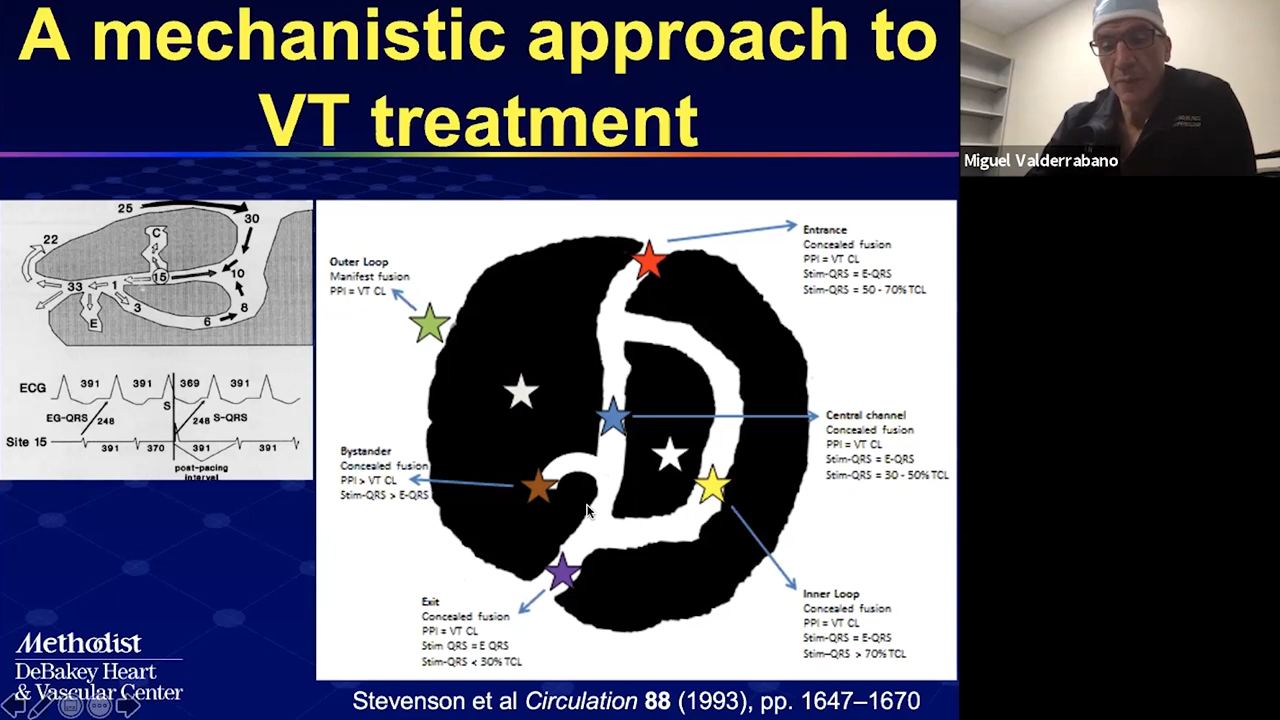 A mechanistic approach to
VT treatment
Miguel Valderrabano
25
30
22
C
15
10
33
1
3
8
6
E
ECG
391
391
369
391
EG-QRS
248
S
248
S-QRS
Site 15
391
370
391
391
post-pacing
interval
Outer Loop
Manifest fusion
PPI = VT CL
Entrance
Concealed fusion
PPI = VT CL
Stim-QRS = E-QRS
Stim-QRS = 50 - 70% TCL
Central channel
Concealed fusion
PPI = VT CL
Stim-QRS = E-QRS
Stim-QRS = 30 - 50% TCL
Bystander
Concealed fusion
PPI > VT CL
Stim-QRS > E-QRS
Exit
Concealed fusion
PPI = VT CL
Stim QRS = E QRS
Stim-QRS < 30% TCL
Inner Loop
Concealed fusion
PPI = VT CL
Stim-QRS = E-QRS
Stim-QRS > 70% TCL
Methodist
DeBakey Heart
& Vascular Center
Stevenson et al Circulation 88 (1993), pp. 1647–1670